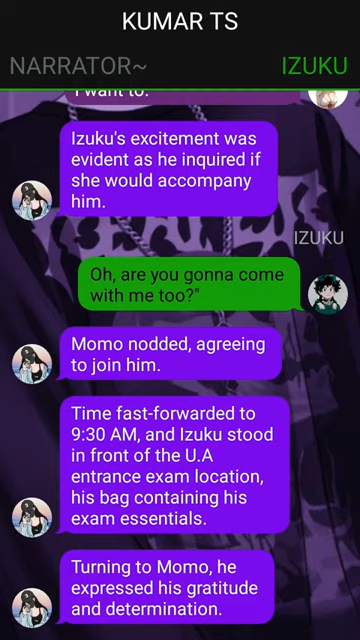 KUMAR TS
NARRATOR~ IZUKU
I want to.
Izuku's excitement was
evident as he inquired if
she would accompany
him.
IZUKU
Oh, are you gonna come
with me too?"
Momo nodded, agreeing
to join him.
Time fast-forwarded to
9:30 AM, and Izuku stood
in front of the U.A
entrance exam location,
his bag containing his
exam essentials.
Turning to Momo, he
expressed his gratitude
and determination.